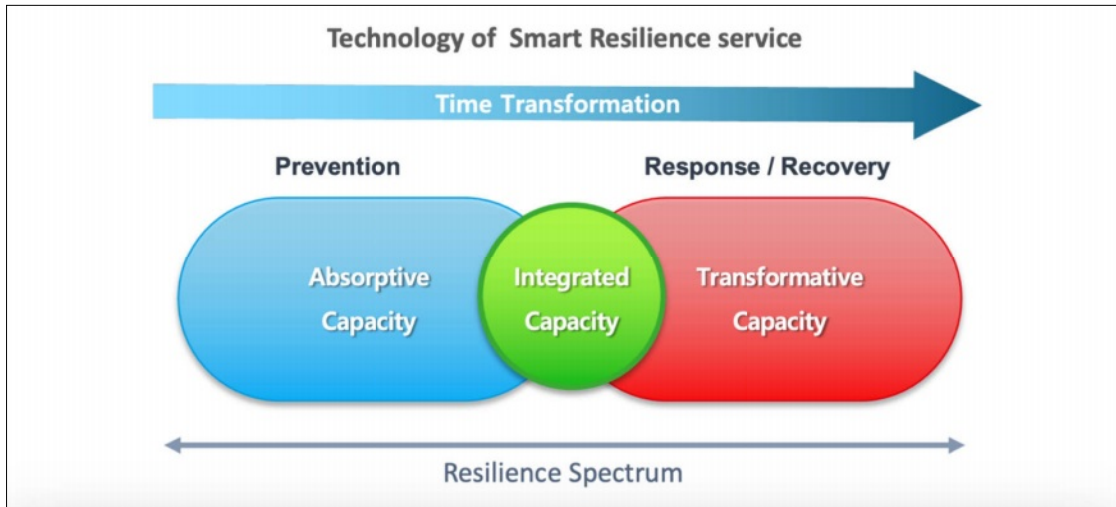 Technology of Smart Resilience service
Time Transformation
Prevention
Response / Recovery
Absorptive
Capacity
Integrated
Capacity
Transformative
Capacity
Resilience Spectrum